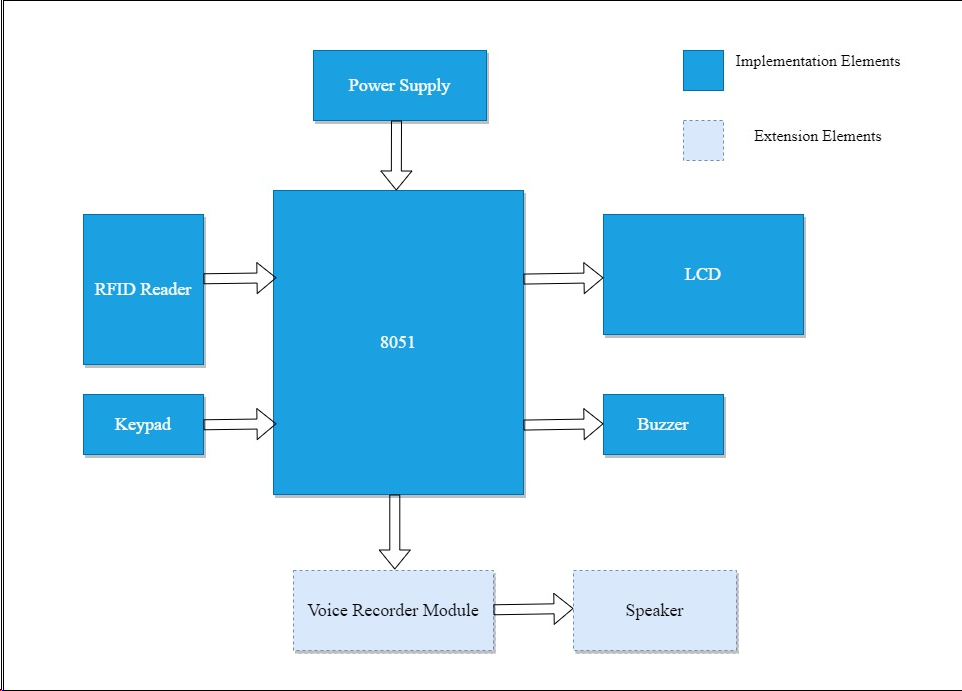 Power Supply
Implementation Elements
Extension Elements
RFID Reader
8051
LCD
Keypad
Buzzer
Voice Recorder Module
Speaker